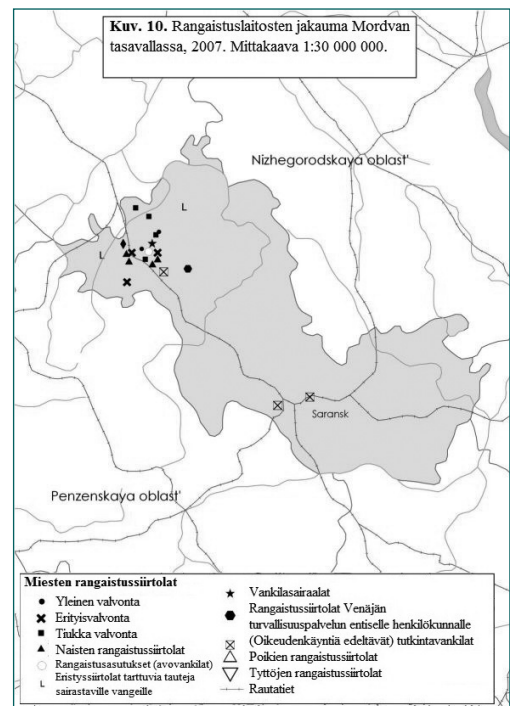 Kuv. 10. Rangaistuslaitosten jakauma Mordvan
tasavallassa, 2007. Mittakaava 1:30 000 000.
Nizhegorodskaya oblast'
L
L
Saransk
Penzenskaya oblast'
Miesten rangaistussiirtolat
Yleinen valvonta
Erityisvalvonta
Tiukka valvonta
Naisten rangaistussiirtolat
Rangaistusasutukset (avovankilat)
L Eristyssiirtolat tarttuvia tauteja
sairastaville vangeille
Vankilasairaalat
Rangaistussiirtolat Venäjän
turvallisuuspalvelun entiselle henkilökunnalle
(Oikeudenkäyntiä edeltävät) tutkintavankilat
Poikien rangaistussiirtolat
Tyttöjen rangaistussiirtolat
Rautatiet